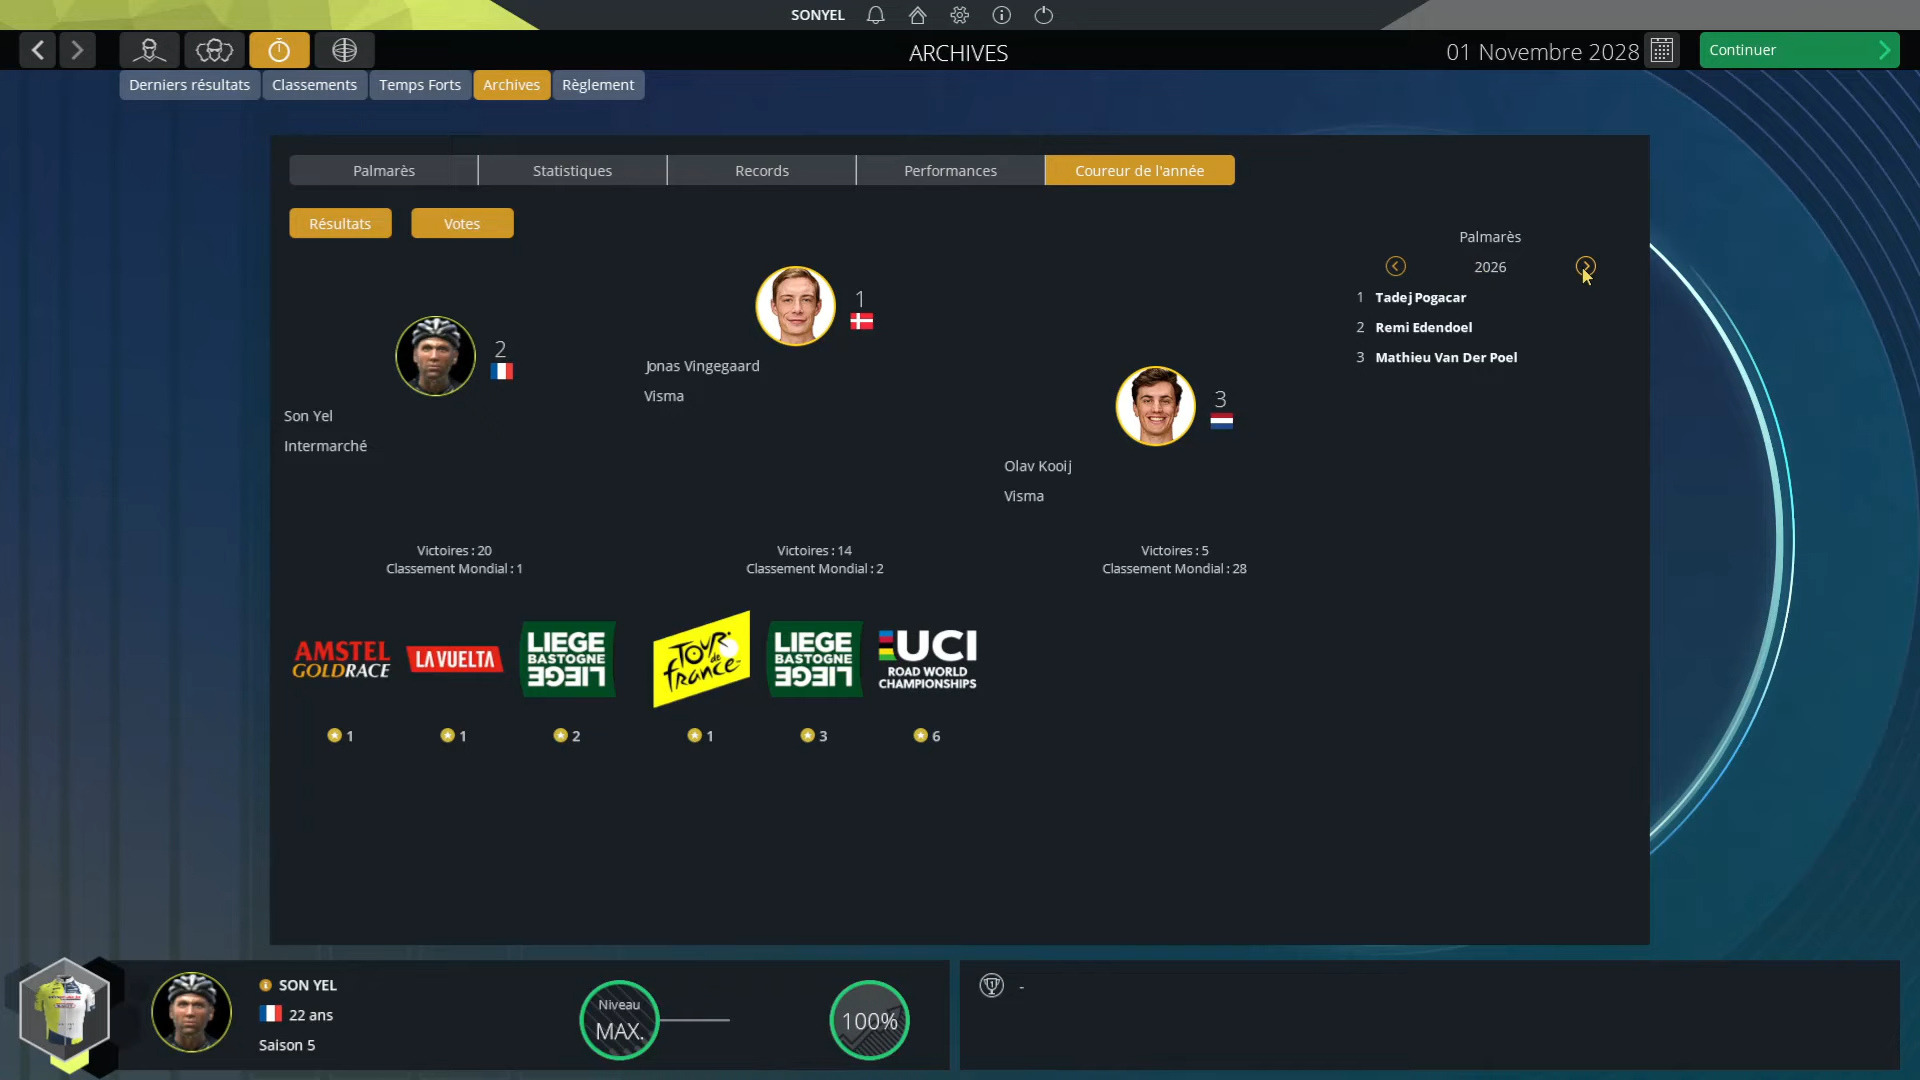 SONYEL
ARCHIVES
01 Novembre 2028
Continuer
Derniers résultats
Classements
Temps Forts
Archives
Règlement
Palmarès
Statistiques
Records
Performances
Coureur de l'année
Résultats
Votes
Palmarès
2026
1 Tadej Pogacar
2 Remi Edendoel
3 Mathieu Van Der Poel
1
Jonas Vingegaard
Visma
2
Son Yel
Intermarché
3
Olav Kooij
Visma
Victoires : 20
Classement Mondial : 1
Victoires : 14
Classement Mondial : 2
Victoires : 5
Classement Mondial : 28
AMSTEL
GOLDRACE
LA VUELTA
LIEGE
BASTOGNE
LIEGE
TOUR
de
france
LIEGE
BASTOGNE
LIEGE
UCI
ROAD WORLD
CHAMPIONSHIPS
1
1
2
1
3
6
SON YEL
22 ans
Saison 5
Niveau
MAX.
100%
-